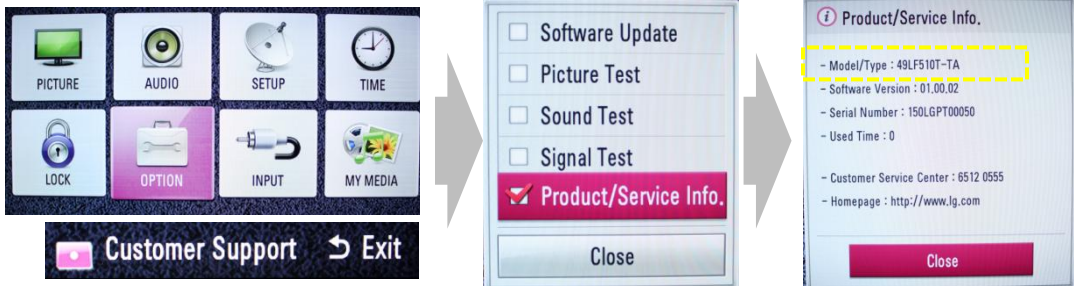 PICTURE
AUDIO
SETUP
TIME
LOCK
OPTION
INPUT
MY MEDIA
Customer Support
Exit
Software Update
Picture Test
Sound Test
Signal Test
Product/Service Info.
Close
i Product/Service Info.
- Model/Type : 49LF510T-TA
- Software Version : 01.00.02
- Serial Number : 150LGPT00050
- Used Time : 0
- Customer Service Center : 6512 0555
- Homepage : http://www.lg.com
Close